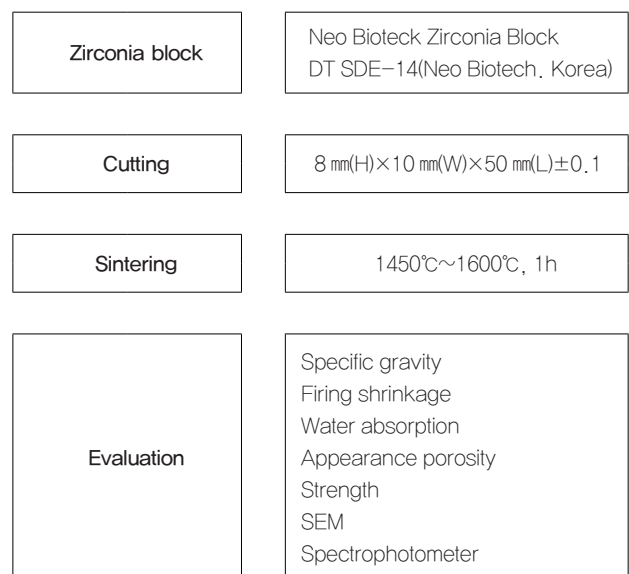 Zirconia block
Neo Bioteck Zirconia Block
DT SDE-14(Neo Biotech. Korea)
Cutting
8 ㎜(H)×10 ㎜(W)×50 ㎜(L)±0.1
Sintering
1450℃~1600℃, 1h
Evaluation
Specific gravity
Firing shrinkage
Water absorption
Appearance porosity
Strength
SEM
Spectrophotometer